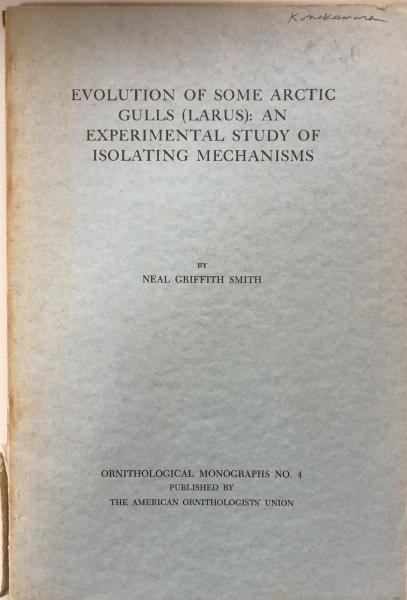 EVOLUTION OF SOME ARCTIC
GULLS (LARUS): AN
EXPERIMENTAL STUDY OF
ISOLATING MECHANISMS
BY
NEAL GRIFFITH SMITH
ORNITHOLOGICAL MONOGRAPHS NO. 4
PUBLISHED BY
THE AMERICAN ORNITHOLOGISTS' UNION